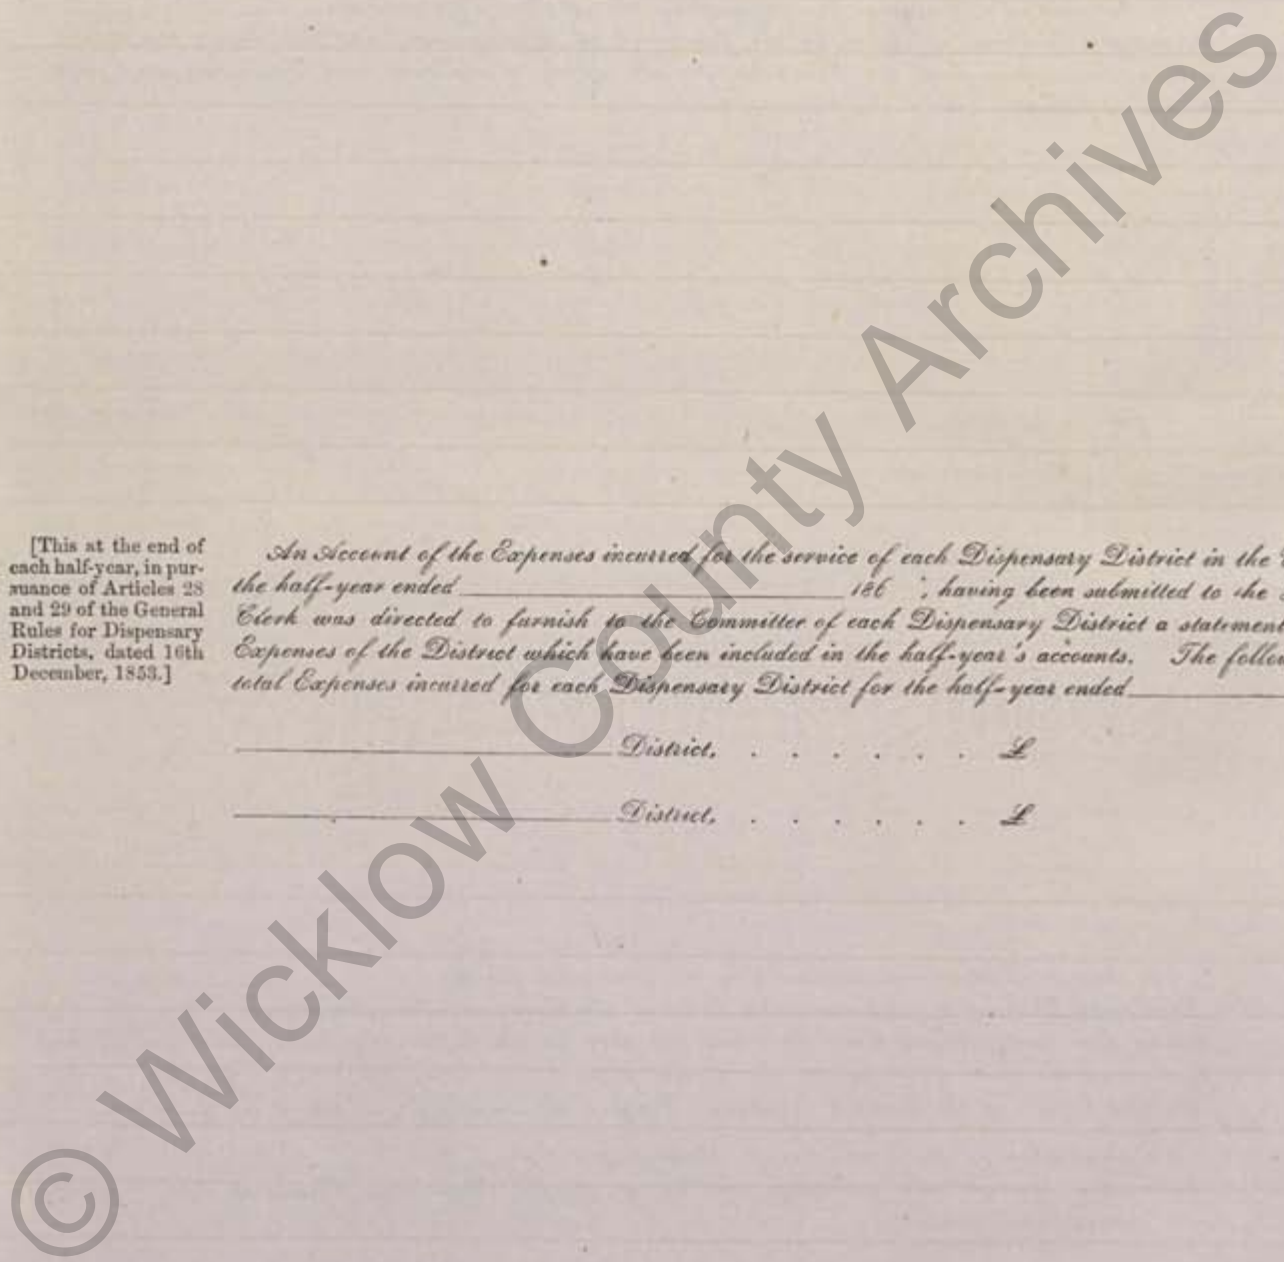 [This at the end of
each half-year, in pur-
suance of Articles 28
and 29 of the General
Rules for Dispensary
Districts, dated 16th
December, 1853.]
An Account of the Expenses incurred for the service of each Dispensary District in the
the half-year ended 186 , having been submitted to the
Clerk was directed to furnish to the Committee of each Dispensary District a statement
Expenses of the District which have been included in the half-year's accounts. The
total Expenses incurred for each Dispensary District for the half-year ended
District, . . . . . . £
District, . . . . . . £
© Wicklow County Archives